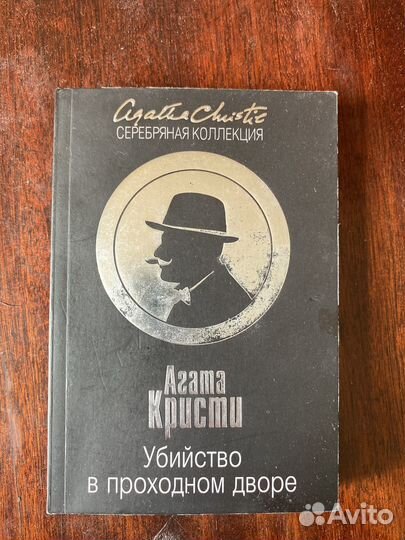 Agatha Christie
СЕРЕБРЯНАЯ КОЛЛЕКЦИЯ
Агата
Кристи
Убийство
в проходном дворе
Avito